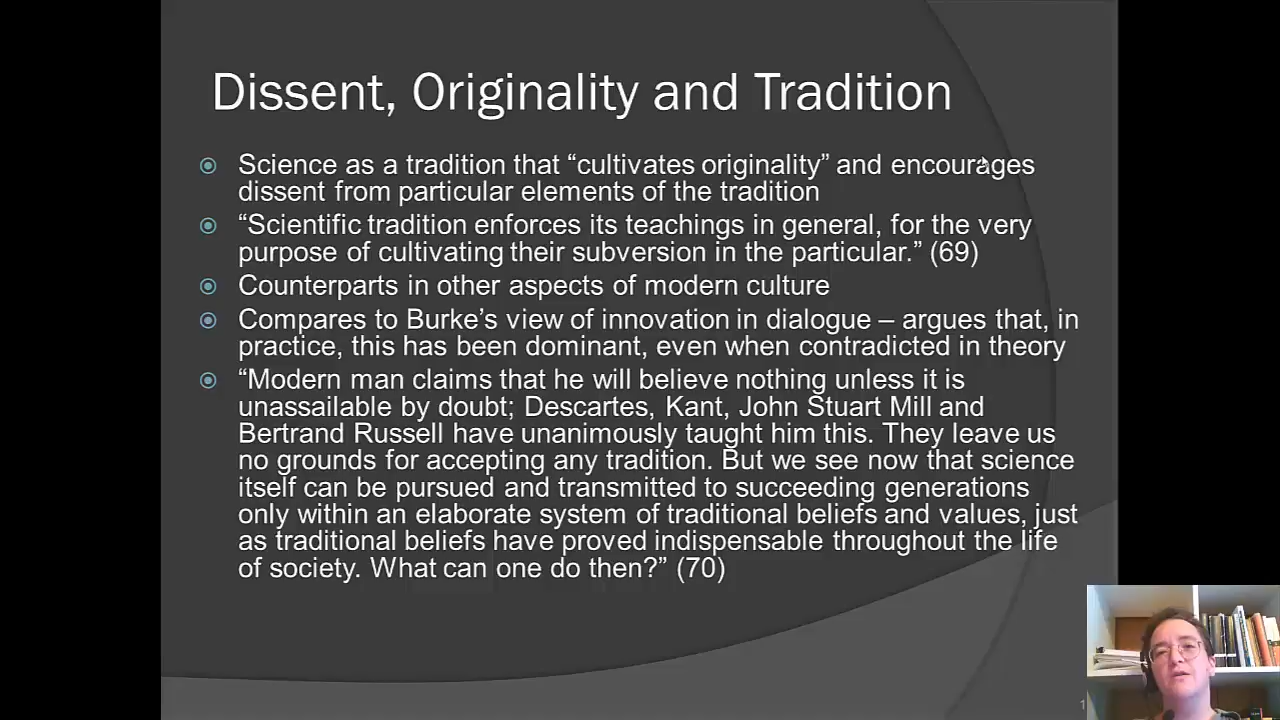 Dissent, Originality and Tradition
Science as a tradition that “cultivates originality” and encourages
dissent from particular elements of the tradition
“Scientific tradition enforces its teachings in general, for the very
purpose of cultivating their subversion in the particular.” (69)
Counterparts in other aspects of modern culture
Compares to Burke’s view of innovation in dialogue – argues that, in
practice, this has been dominant, even when contradicted in theory
“Modern man claims that he will believe nothing unless it is
unassailable by doubt; Descartes, Kant, John Stuart Mill and
Bertrand Russell have unanimously taught him this. They leave us
no grounds for accepting any tradition. But we see now that science
itself can be pursued and transmitted to succeeding generations
only within an elaborate system of traditional beliefs and values, just
as traditional beliefs have proved indispensable throughout the life
of society. What can one do then?” (70)